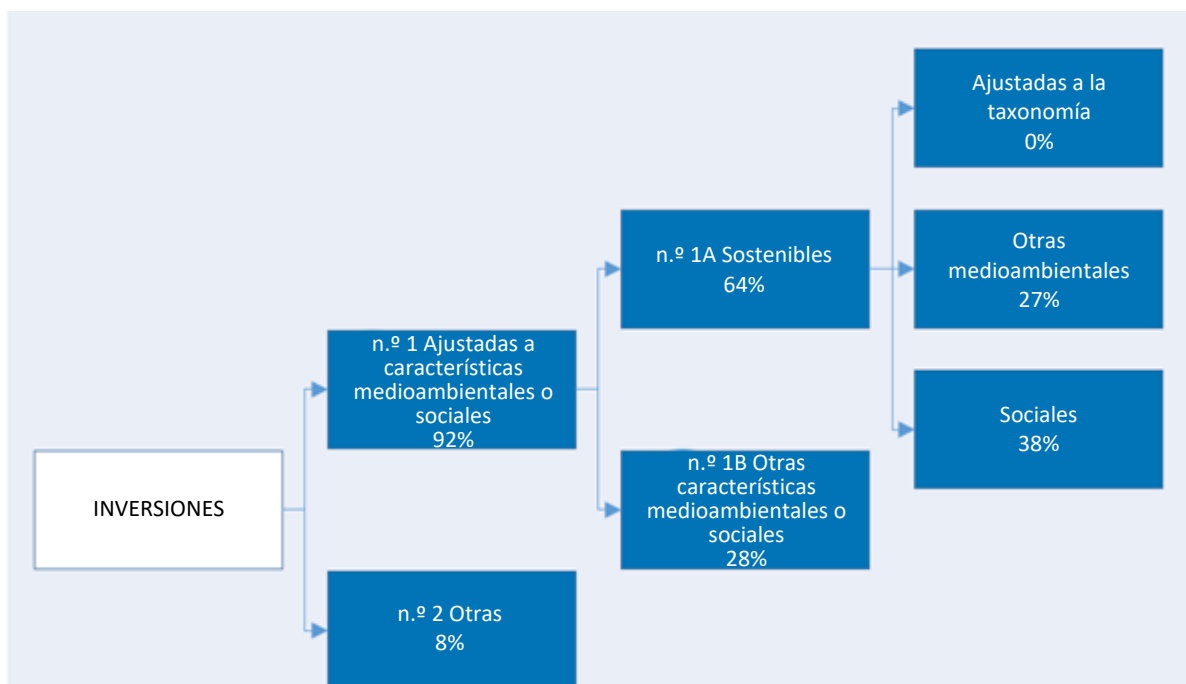 INVERSIONES
n.º 1 Ajustadas a
características
medioambientales o
sociales
92%
n.º 2 Otras
8%
n.º 1A Sostenibles
64%
n.º 1B Otras
características
medioambientales o
sociales
28%
Ajustadas a la
taxonomía
0%
Otras
medioambientales
27%
Sociales
38%